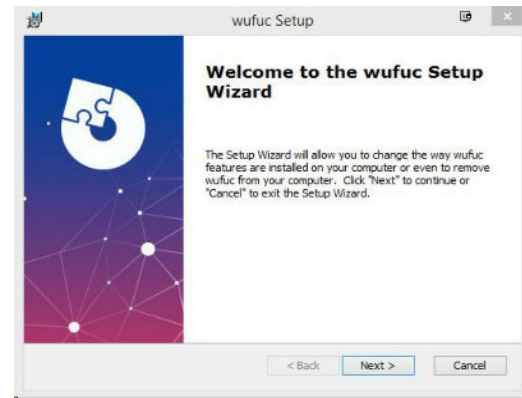 wufuc Setup
Welcome to the wufuc Setup
Wizard
The Setup Wizard will allow you to change the way wufuc
features are installed on your computer or even to remove
wufuc from your computer. Click "Next" to continue or
"Cancel" to exit the Setup Wizard.
< Back Next > Cancel